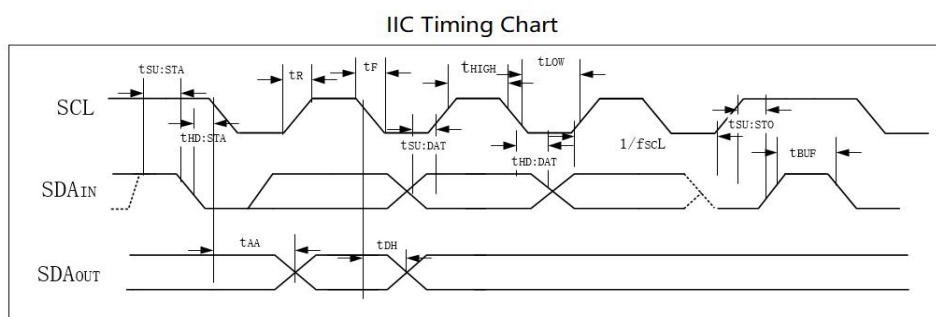 IIC Timing Chart
tSU:STA
tR
tF
tHIGH
tLOW
SCL
tHD:STA
tSU:DAT
tHD:DAT
1/fSCL
tSU:STO
tBUF
SDAIN
tAA
tDH
SDAOUT